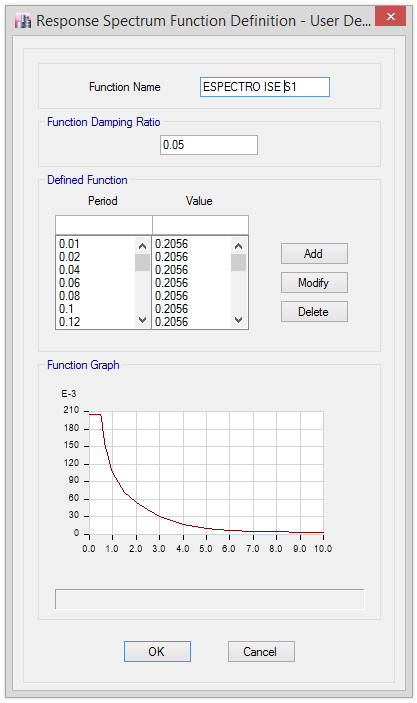 Response Spectrum Function Definition - User De...
Function Name
ESPECTRO ISE S1
Function Damping Ratio
0.05
Defined Function
Period Value
0.01 0.2056
0.02 0.2056
0.04 0.2056
0.06 0.2056
0.08 0.2056
0.1 0.2056
0.12 0.2056
Add
Modify
Delete
Function Graph
E-3
210
180
150
120
90
60
30
0
0.0 1.0 2.0 3.0 4.0 5.0 6.0 7.0 8.0 9.0 10.0
OK Cancel